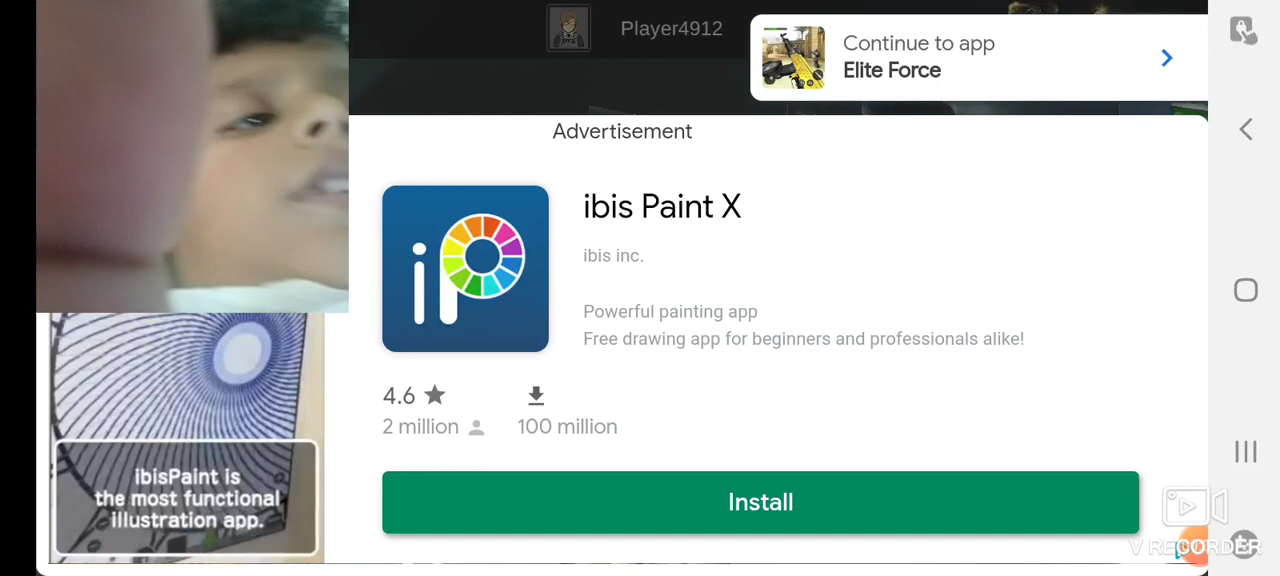 Player4912
Continue to app
Elite Force
Advertisement
iP
ibis Paint X
ibis inc.
Powerful painting app
Free drawing app for beginners and professionals alike!
4.6
2 million
100 million
Install
ibisPaint is
the most functional
illustration app.
V RECORDER